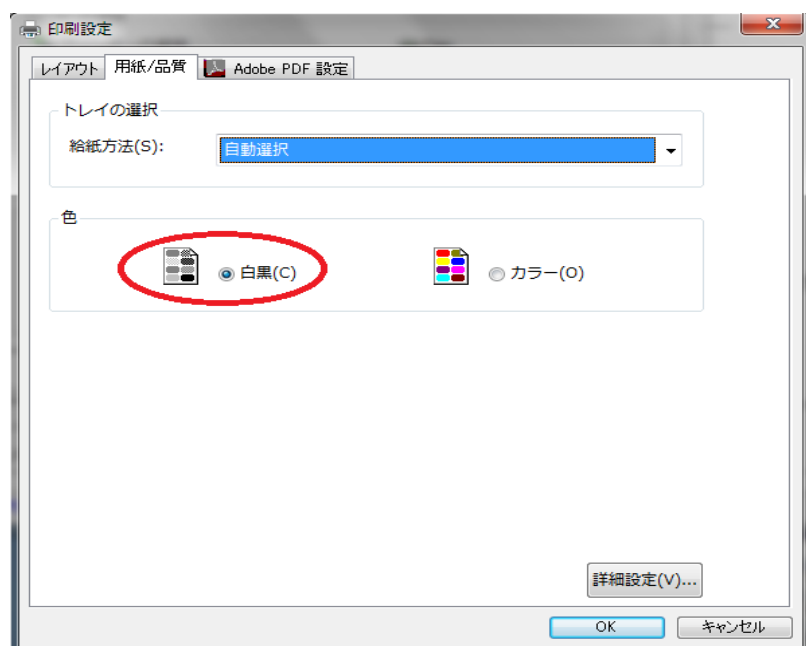 印刷設定
レイアウト 用紙/品質 Adobe PDF 設定
トレイの選択
給紙方法(S): 自動選択
色
白黒(C) カラー(O)
詳細設定(V)...
OK キャンセル